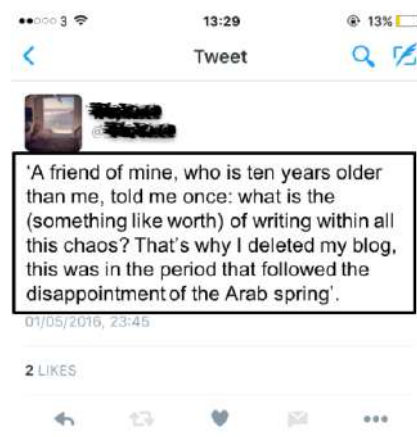 3 13:29 13%
Tweet
‘A friend of mine, who is ten years older
than me, told me once: what is the
(something like worth) of writing within all
this chaos? That's why I deleted my blog,
this was in the period that followed the
disappointment of the Arab spring’.
01/05/2016, 23:45
2 LIKES